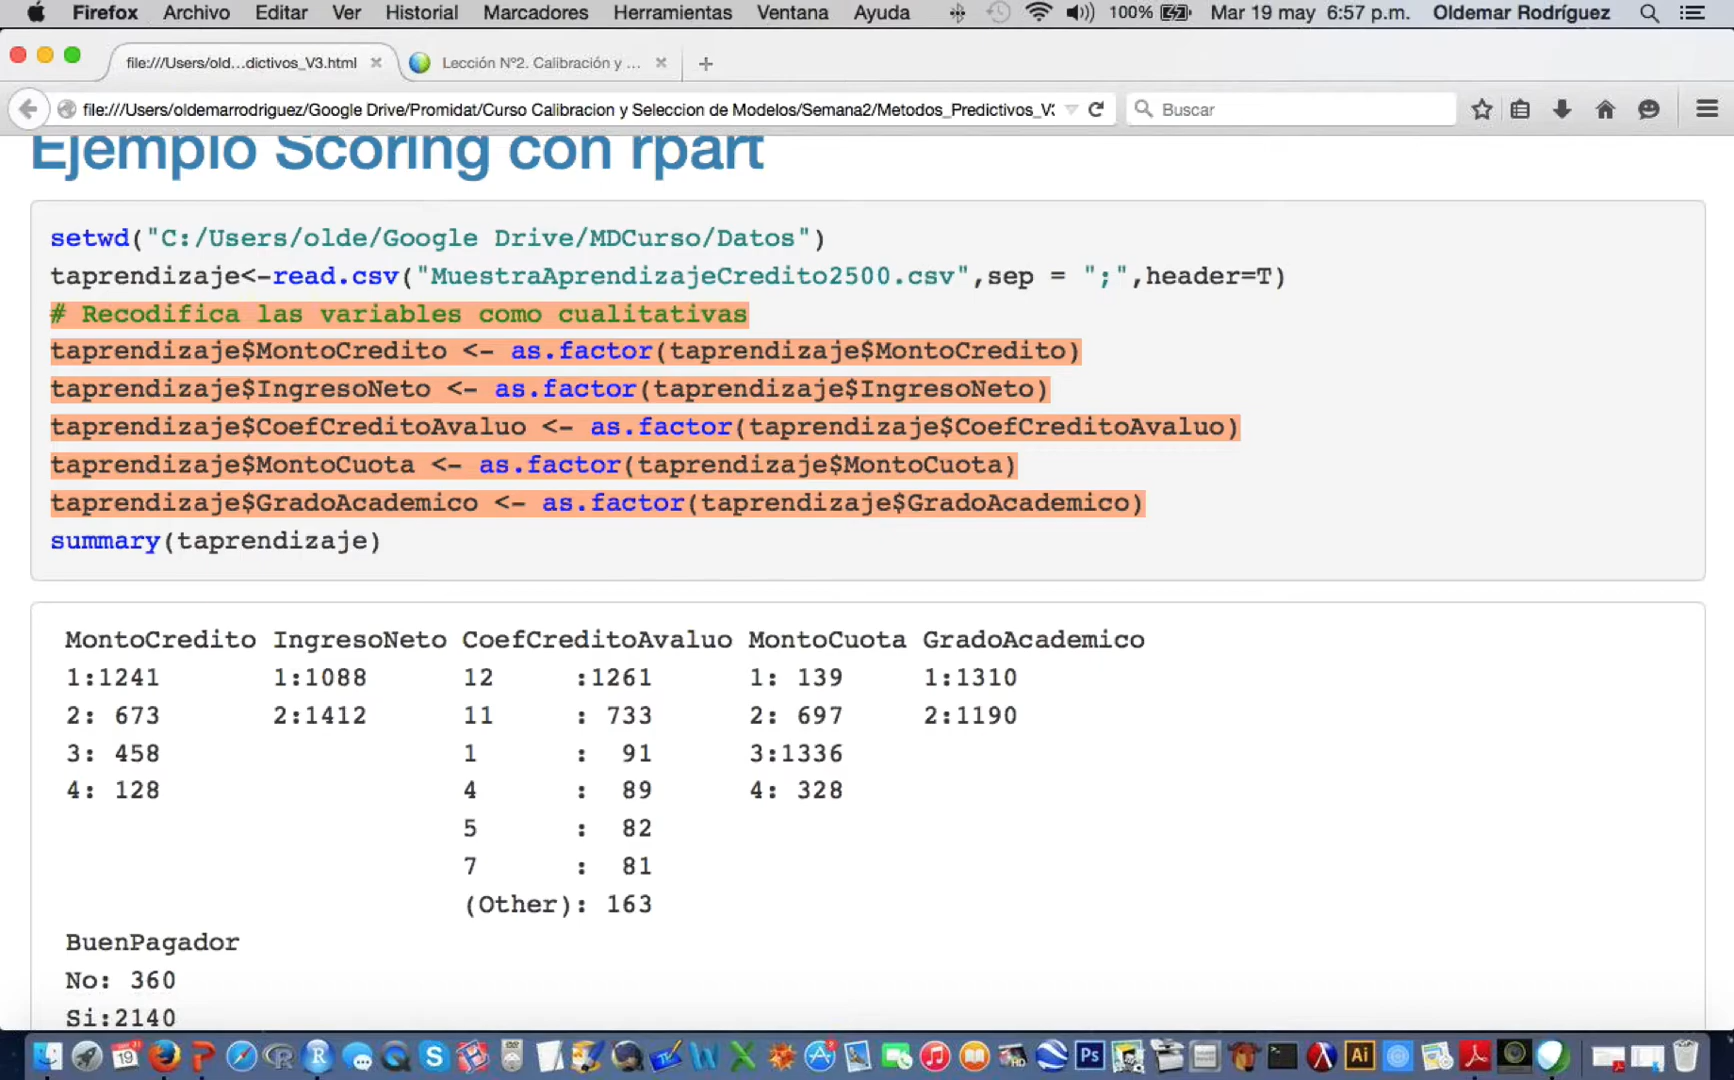 Firefox Archivo Editar Ver Historial Marcadores Herramientas Ventana Ayuda 100% Mar 19 may 6:57 p.m. Oldemar Rodríguez
file:///Users/old...dictivos_V3.html Lección Nº2. Calibración y ...
file:///Users/oldemarrodriguez/Google Drive/Promidat/Curso Calibracion y Seleccion de Modelos/Semana2/Metodos_Predictivos_V: Buscar
Ejemplo Scoring con rpart
setwd("C:/Users/olde/Google Drive/MDCurso/Datos")
taprendizaje<-read.csv("MuestraAprendizajeCredito2500.csv",sep = ";",header=T)
# Recodifica las variables como cualitativas
taprendizaje$MontoCredito <- as.factor(taprendizaje$MontoCredito)
taprendizaje$IngresoNeto <- as.factor(taprendizaje$IngresoNeto)
taprendizaje$CoefCreditoAvaluo <- as.factor(taprendizaje$CoefCreditoAvaluo)
taprendizaje$MontoCuota <- as.factor(taprendizaje$MontoCuota)
taprendizaje$GradoAcademico <- as.factor(taprendizaje$GradoAcademico)
summary(taprendizaje)
MontoCredito IngresoNeto CoefCreditoAvaluo MontoCuota GradoAcademico
1:1241 1:1088 12 :1261 1: 139 1:1310
2: 673 2:1412 11 : 733 2: 697 2:1190
3: 458 1 : 91 3:1336
4: 128 4 : 89 4: 328
5 : 82
7 : 81
(Other): 163
BuenPagador
No: 360
Si:2140
19 Ps Ai